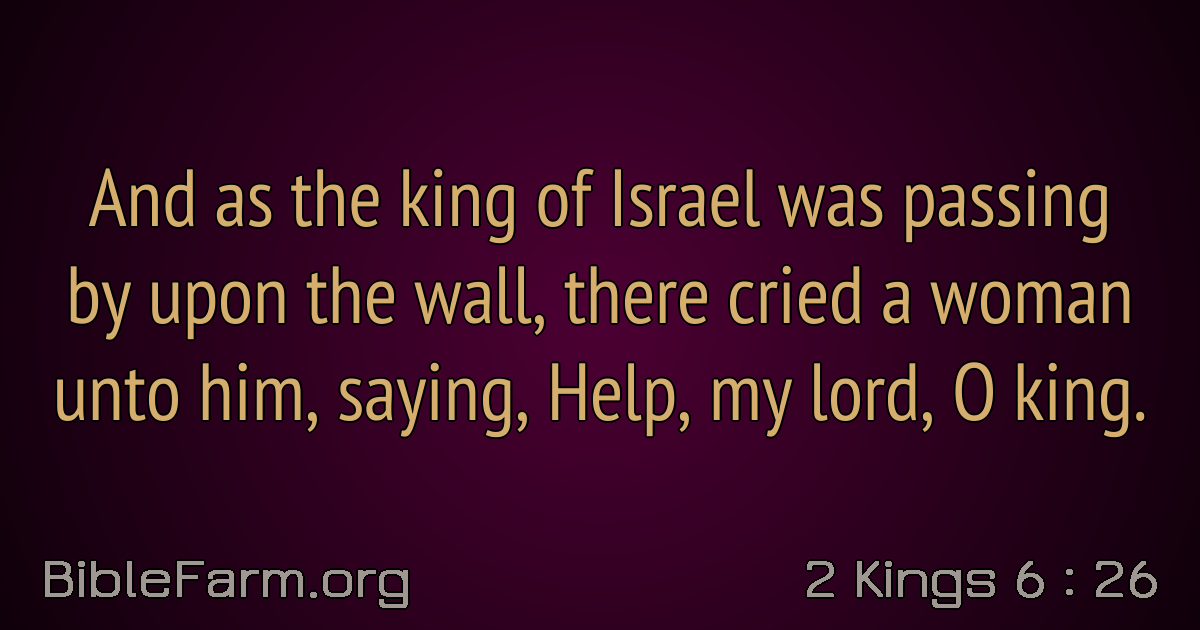 And as the king of Israel was passing
by upon the wall, there cried a woman
unto him, saying, Help, my lord, O king.
BibleFarm.org
2 Kings 6 : 26